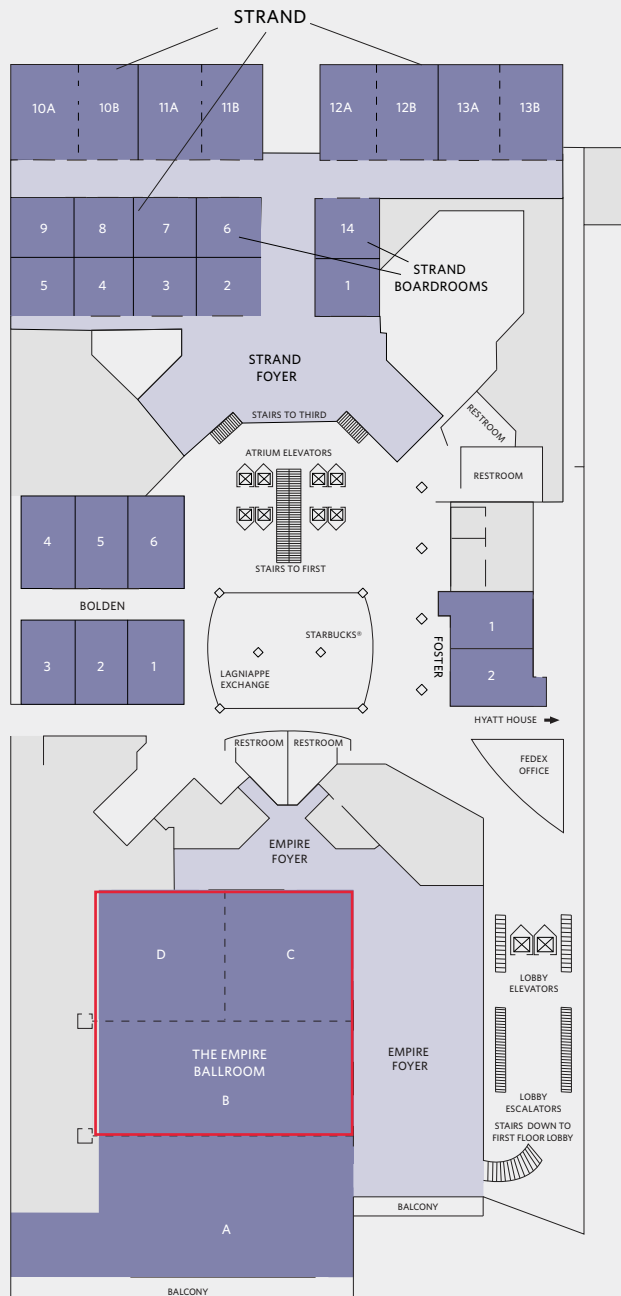 STRAND
10A
10B
11A
11B
12A
12B
13A
13B
9
8
7
6
14
5
4
3
2
1
STRAND
BOARDROOMS
STRAND
FOYER
STAIRS TO THIRD
RESTROOM
ATRIUM ELEVATORS
RESTROOM
4
5
6
STAIRS TO FIRST
BOLDEN
3
2
1
STARBUCKS®
LAGNIAPPE
EXCHANGE
FOSTER
1
2
HYATT HOUSE
RESTROOM
RESTROOM
FEDEX
OFFICE
EMPIRE
FOYER
D
C
LOBBY
ELEVATORS
THE EMPIRE
BALLROOM
B
EMPIRE
FOYER
LOBBY
ESCALATORS
STAIRS DOWN TO
FIRST FLOOR LOBBY
A
BALCONY
BALCONY